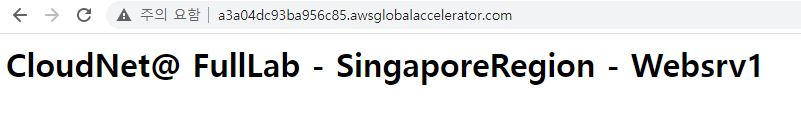 주의 요함 a3a04dc93ba956c85.awsglobalaccelerator.com
CloudNet@ FullLab - SingaporeRegion - Websrv1